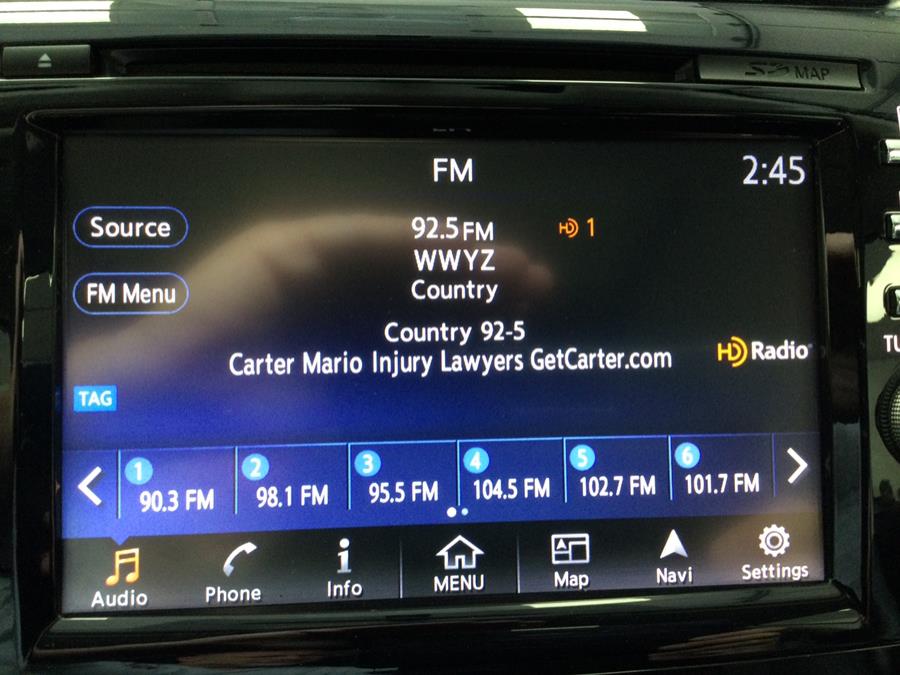 SD MAP
FM
2:45
Source
92.5 FM
HD 1
WWYZ
FM Menu
Country
Country 92-5
Carter Mario Injury Lawyers GetCarter.com
HD Radio
TAG
1 2 3 4 5 6
90.3 FM 98.1 FM 95.5 FM 104.5 FM 102.7 FM 101.7 FM
Audio Phone Info MENU Map Navi Settings
TU